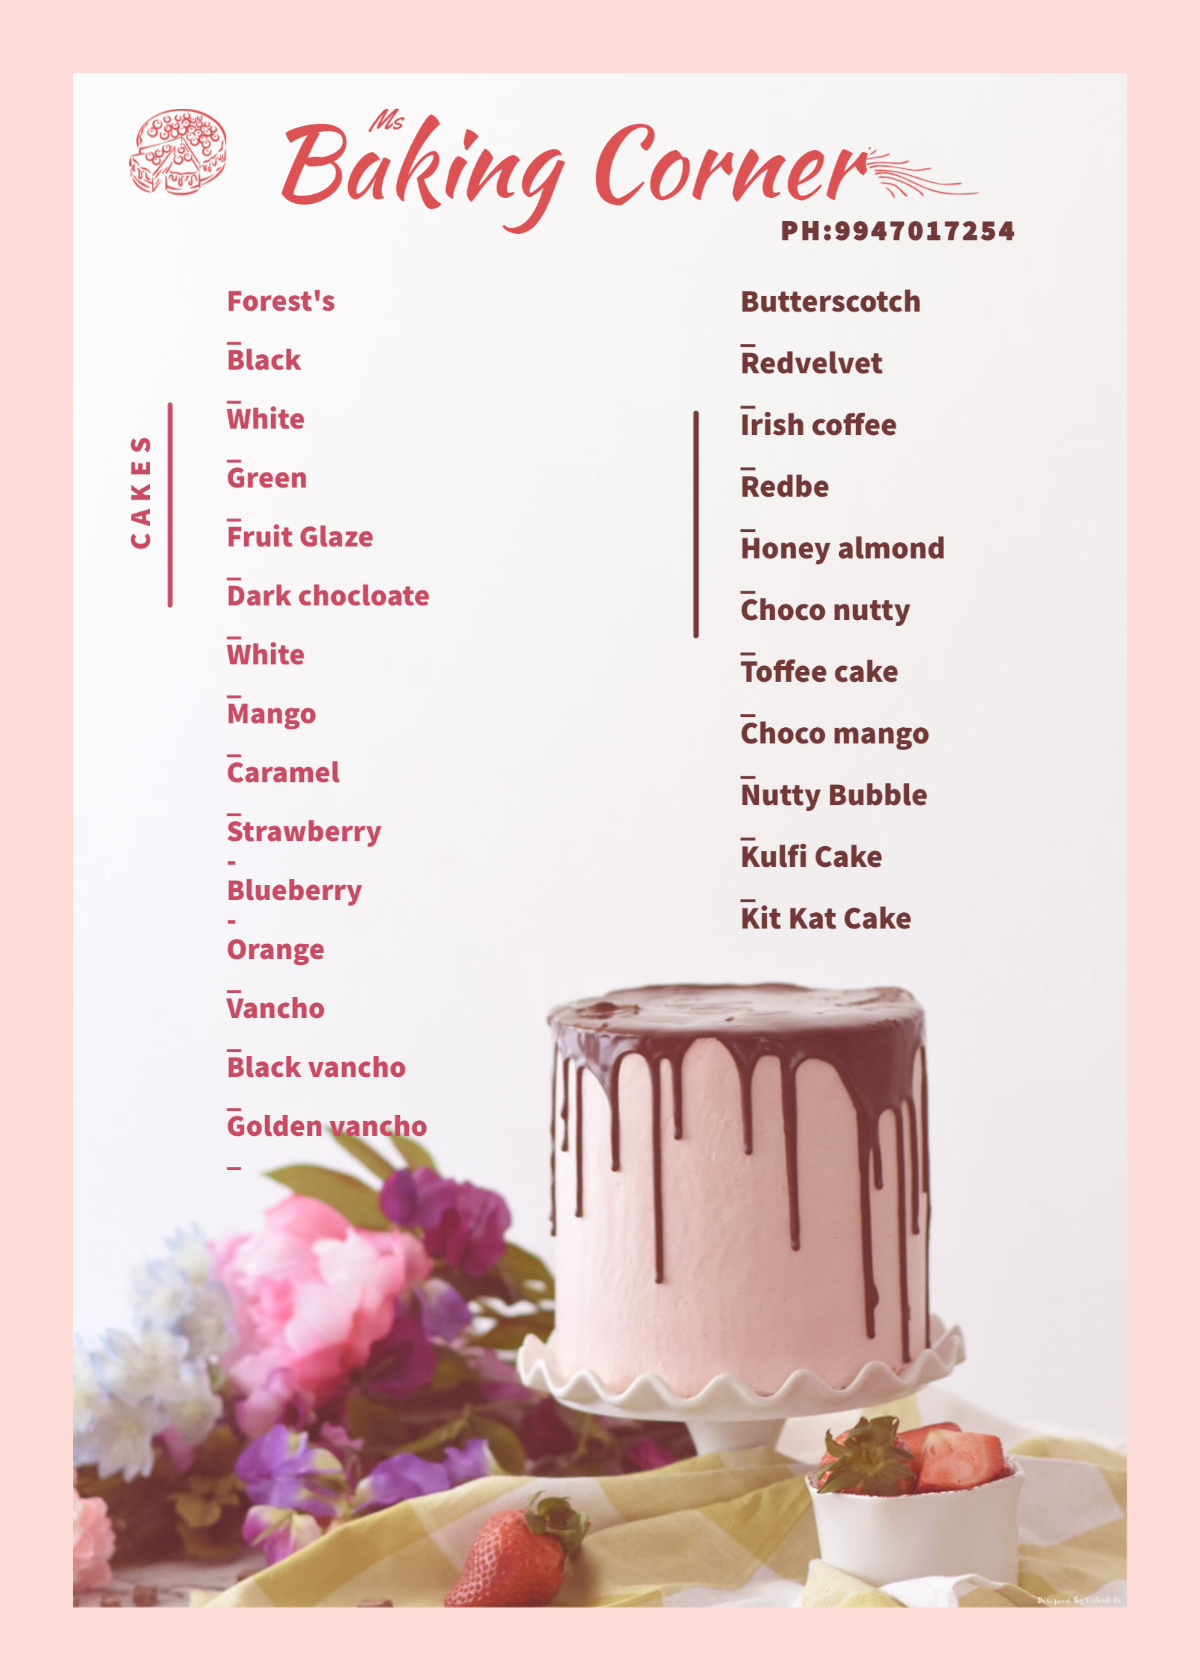 Ms
Baking Corner
PH:9947017254
CAKES
Forest's
_
Black
_
White
_
Green
_
Fruit Glaze
_
Dark chocloate
_
White
_
Mango
_
Caramel
_
Strawberry
-
Blueberry
-
Orange
_
Vancho
_
Black vancho
_
Golden vancho
_
Butterscotch
_
Redvelvet
_
Irish coffee
_
Redbe
_
Honey almond
_
Choco nutty
_
Toffee cake
_
Choco mango
_
Nutty Bubble
_
Kulfi Cake
_
Kit Kat Cake
Designed By